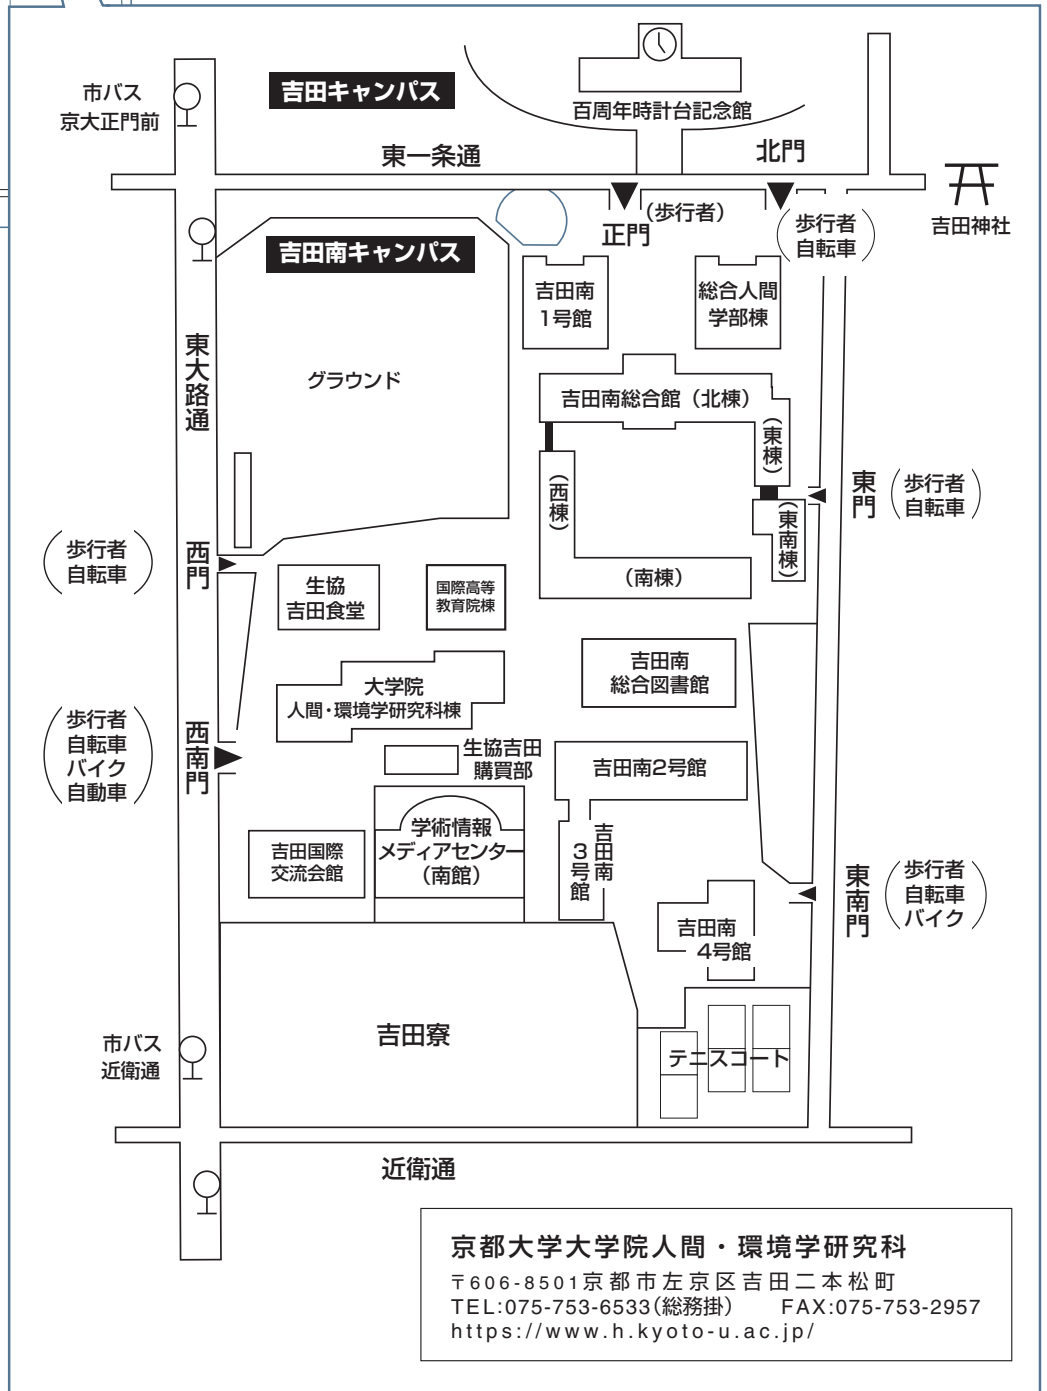 百周年時計台記念館
吉田キャンパス
市バス
京大正門前
東一条通
北門
吉田神社
正門
(歩行者)
(歩行者
自転車)
吉田南キャンパス
吉田南
1号館
総合人間
学部棟
東大路通
グラウンド
吉田南総合館(北棟)
(東棟)
(西棟)
(東南棟)
(南棟)
東門
(歩行者
自転車)
(歩行者
自転車)
西門
生協
吉田食堂
国際高等
教育院棟
吉田南
総合図書館
大学院
人間・環境学研究科棟
(歩行者
自転車
バイク
自動車)
西南門
生協吉田
購買部
吉田南2号館
吉田南
3号館
学術情報
メディアセンター
(南館)
吉田国際
交流会館
東南門
(歩行者
自転車
バイク)
吉田南
4号館
吉田寮
テニスコート
市バス
近衛通
近衛通
京都大学大学院人間・環境学研究科
〒606-8501京都市左京区吉田二本松町
TEL:075-753-6533(総務掛) FAX:075-753-2957
https://www.h.kyoto-u.ac.jp/